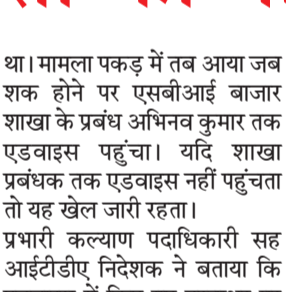 था। मामला पकड़ में तब आया जब
शक होने पर एसबीआई बाजार
शाखा के प्रबंध अभिनव कुमार तक
एडवाइस पहुंचा। यदि शाखा
प्रबंधक तक एडवाइस नहीं पहुंचता
तो यह खेल जारी रहता।
प्रभारी कल्याण पदाधिकारी सह
आईटीडीए निदेशक ने बताया कि